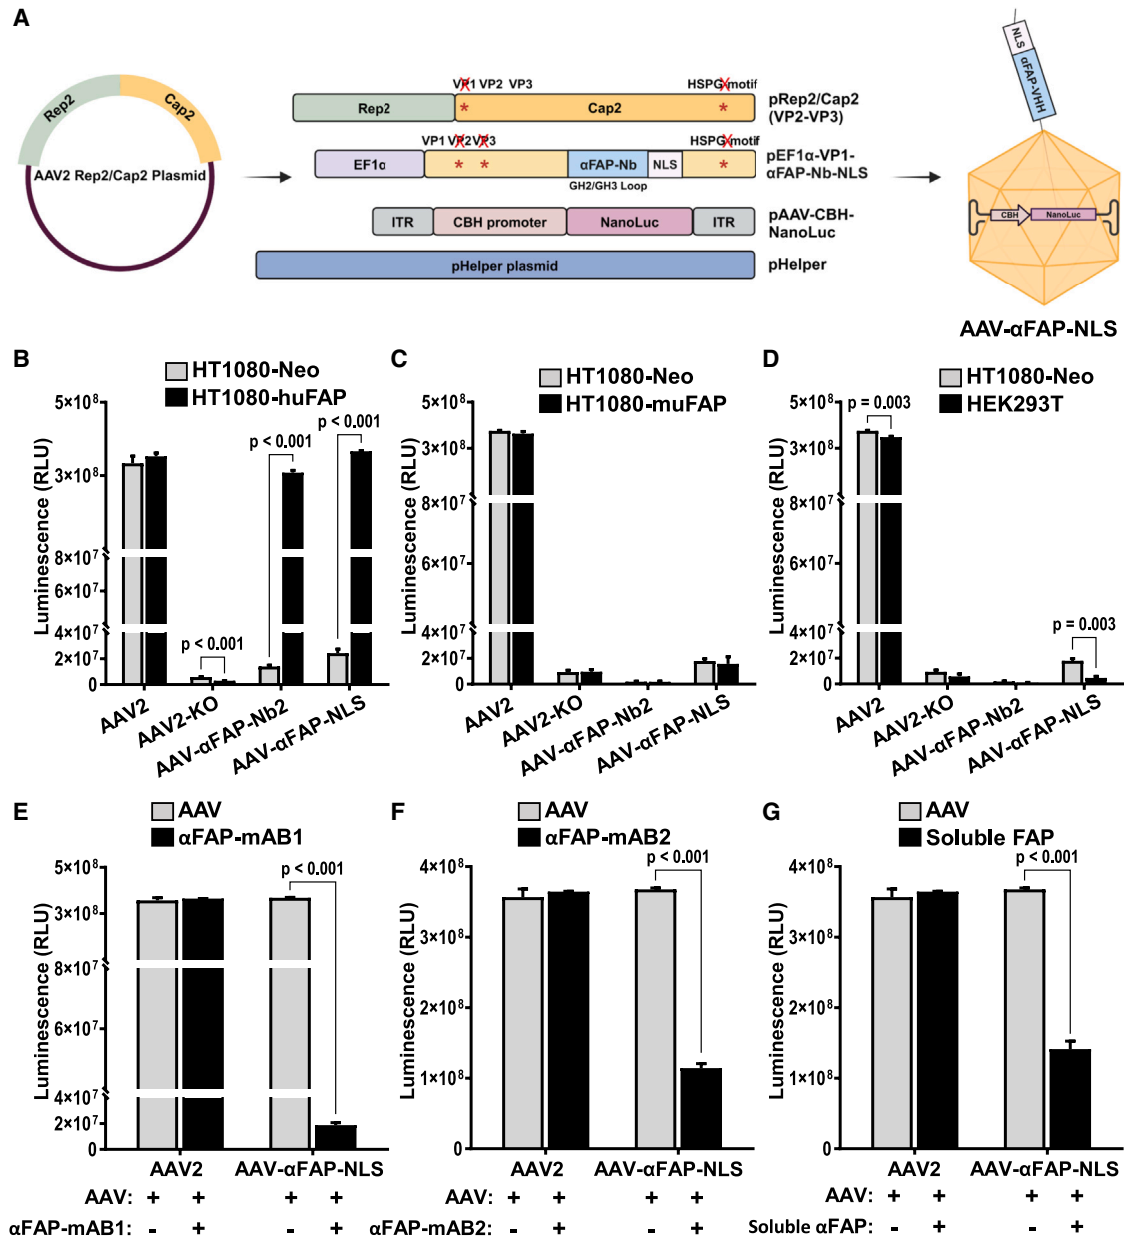 A
Rep2
Cap2
AAV2 Rep2/Cap2 Plasmid
VP1 VP2 VP3
HSPG motif
Rep2
Cap2
pRep2/Cap2
(VP2-VP3)
VP1 VP2 VP3
HSPG motif
EF1α
αFAP-Nb
NLS
GH2/GH3 Loop
pEF1α-VP1-
αFAP-Nb-NLS
ITR
CBH promoter
NanoLuc
ITR
pAAV-CBH-
NanoLuc
pHelper plasmid
pHelper
NLS
αFAP-VHH
CBH
NanoLuc
AAV-αFAP-NLS
B
HT1080-Neo
HT1080-huFAP
Luminescence (RLU)
5×10⁸
3×10⁸
8×10⁷
6×10⁷
4×10⁷
2×10⁷
0
p < 0.001
p < 0.001
p < 0.001
AAV2
AAV2-KO
AAV-αFAP-Nb2
AAV-αFAP-NLS
C
HT1080-Neo
HT1080-muFAP
Luminescence (RLU)
5×10⁸
3×10⁸
8×10⁷
6×10⁷
4×10⁷
2×10⁷
0
AAV2
AAV2-KO
AAV-αFAP-Nb2
AAV-αFAP-NLS
D
HT1080-Neo
HEK293T
Luminescence (RLU)
5×10⁸
3×10⁸
8×10⁷
6×10⁷
4×10⁷
2×10⁷
0
p = 0.003
p = 0.003
AAV2
AAV2-KO
AAV-αFAP-Nb2
AAV-αFAP-NLS
E
AAV
αFAP-mAB1
Luminescence (RLU)
5×10⁸
3×10⁸
8×10⁷
6×10⁷
4×10⁷
2×10⁷
0
p < 0.001
AAV2 AAV-αFAP-NLS
AAV: + + + +
αFAP-mAB1: - + - +
F
AAV
αFAP-mAB2
Luminescence (RLU)
4×10⁸
3×10⁸
2×10⁸
1×10⁸
0
p < 0.001
AAV2 AAV-αFAP-NLS
AAV: + + + +
αFAP-mAB2: - + - +
G
AAV
Soluble FAP
Luminescence (RLU)
4×10⁸
3×10⁸
2×10⁸
1×10⁸
0
p < 0.001
AAV2 AAV-αFAP-NLS
AAV: + + + +
Soluble αFAP: - + - +